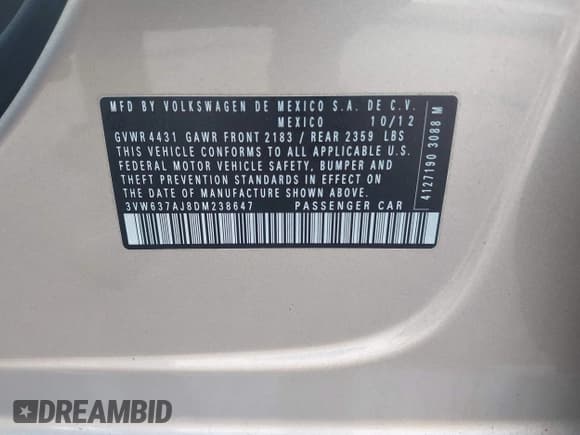 MFD BY VOLKSWAGEN DE MEXICO S.A. DE C.V.
MEXICO 10/12
GVWR 4431 GAWR FRONT 2183 / REAR 2359 LBS
THIS VEHICLE CONFORMS TO ALL APPLICABLE U.S.
FEDERAL MOTOR VEHICLE SAFETY, BUMPER AND
THEFT PREVENTION STANDARDS IN EFFECT ON
THE DATE OF MANUFACTURE SHOWN ABOVE.
3VW637AJ8DM238647 PASSENGER CAR
4127190 3088 M
DREAMBID